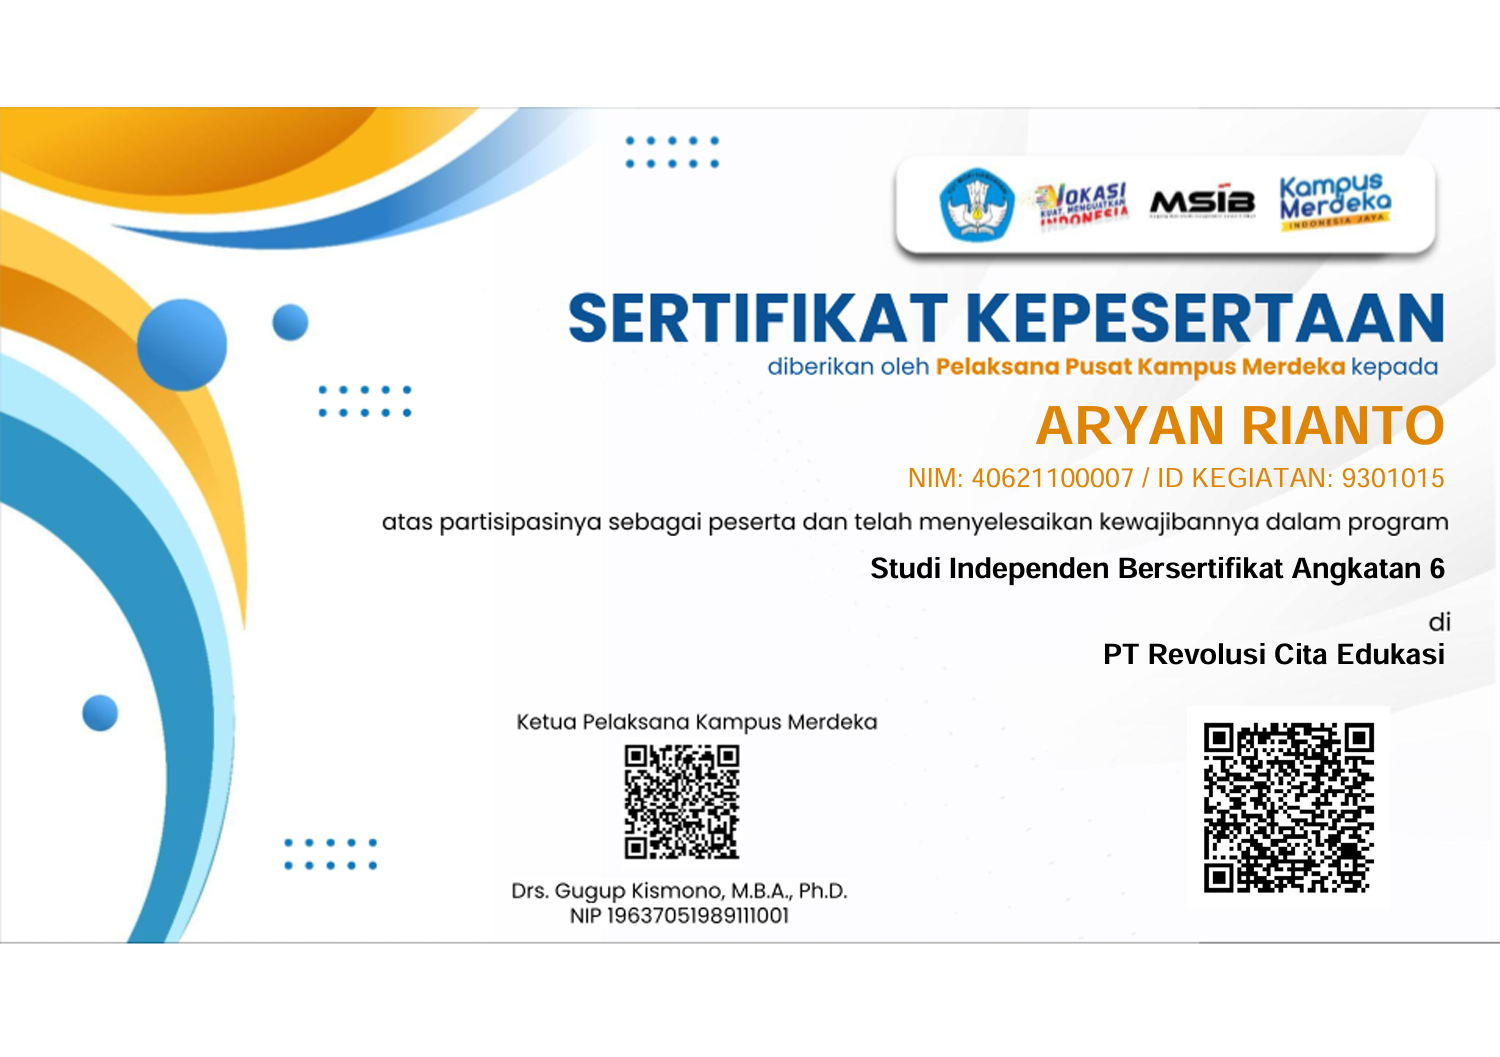 VOKASI
KUAT, MENGUATKAN
INDONESIA
MSIB
Kampus
Merdeka
INDONESIA JAYA
SERTIFIKAT KEPESERTAAN
diberikan oleh Pelaksana Pusat Kampus Merdeka kepada
ARYAN RIANTO
NIM: 40621100007 / ID KEGIATAN: 9301015
atas partisipasinya sebagai peserta dan telah menyelesaikan kewajibannya dalam program
Studi Independen Bersertifikat Angkatan 6
di
PT Revolusi Cita Edukasi
Ketua Pelaksana Kampus Merdeka
Drs. Gugup Kismono, M.B.A., Ph.D.
NIP 19637051989111001